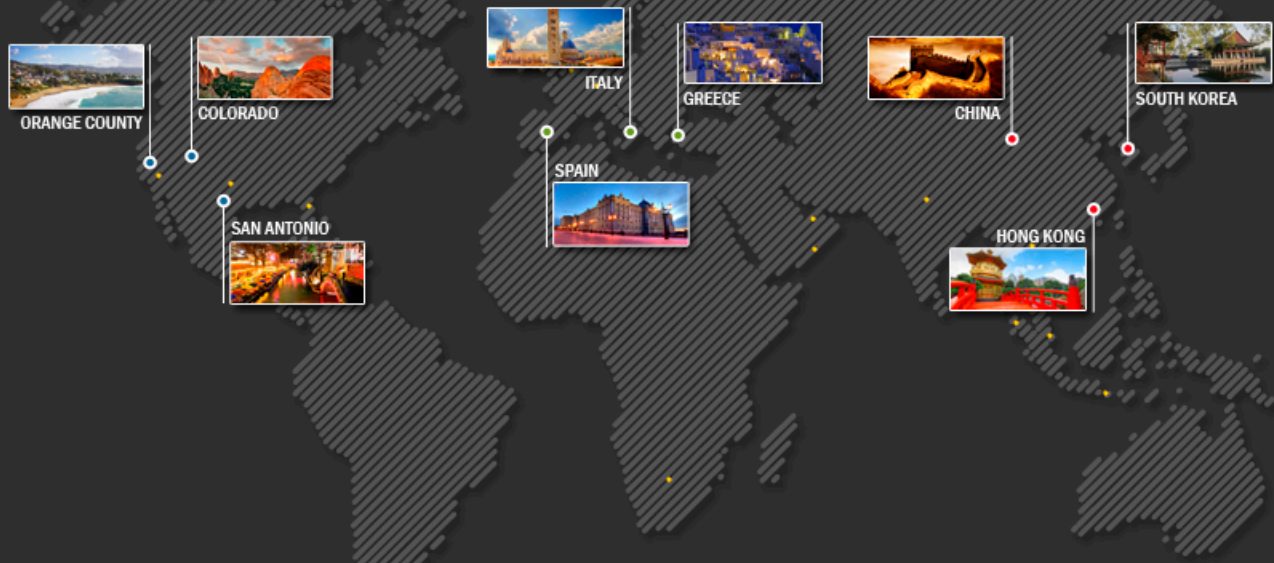 ORANGE COUNTY
COLORADO
ITALY
GREECE
CHINA
SOUTH KOREA
SPAIN
SAN ANTONIO
HONG KONG